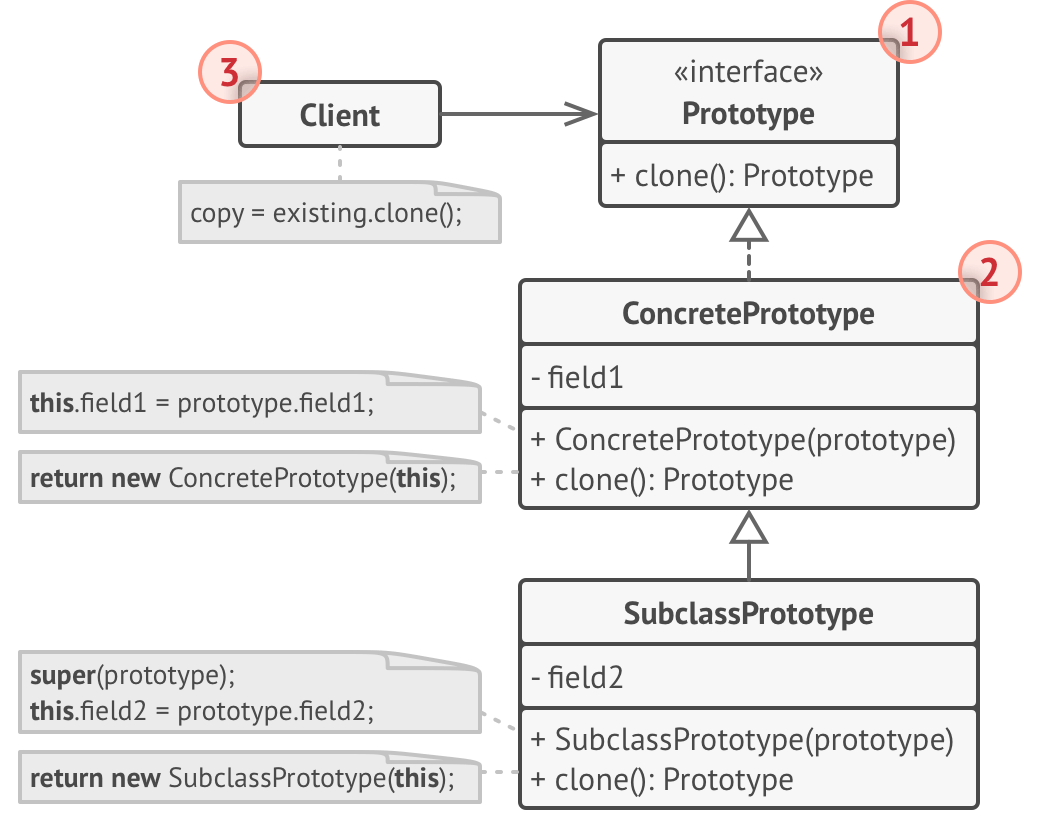 1
«interface»
Prototype
+ clone(): Prototype
3
Client
copy = existing.clone();
2
ConcretePrototype
- field1
+ ConcretePrototype(prototype)
+ clone(): Prototype
this.field1 = prototype.field1;
return new ConcretePrototype(this);
SubclassPrototype
- field2
+ SubclassPrototype(prototype)
+ clone(): Prototype
super(prototype);
this.field2 = prototype.field2;
return new SubclassPrototype(this);